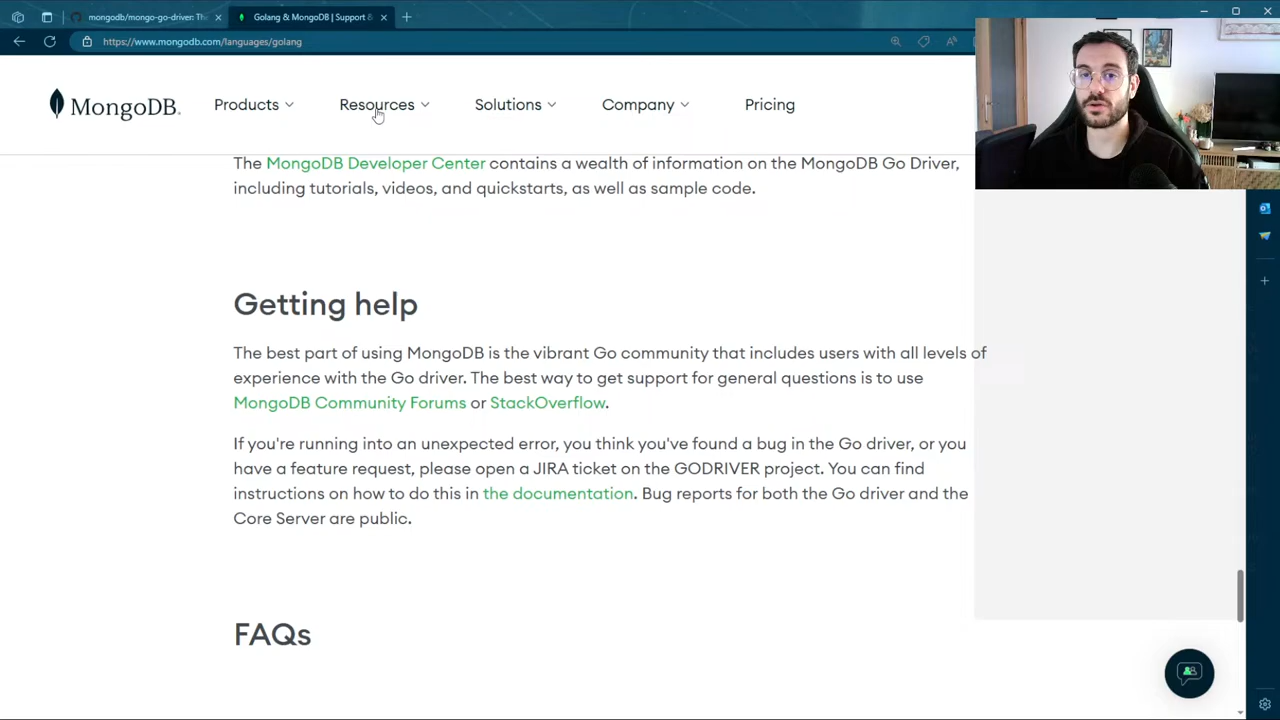 mongodb/mongo-go-driver: The
Golang & MongoDB | Support &
https://www.mongodb.com/languages/golang
MongoDB.
Products
Resources
Solutions
Company
Pricing
The MongoDB Developer Center contains a wealth of information on the MongoDB Go Driver,
including tutorials, videos, and quickstarts, as well as sample code.
Getting help
The best part of using MongoDB is the vibrant Go community that includes users with all levels of
experience with the Go driver. The best way to get support for general questions is to use
MongoDB Community Forums or StackOverflow.
If you're running into an unexpected error, you think you've found a bug in the Go driver, or you
have a feature request, please open a JIRA ticket on the GODRIVER project. You can find
instructions on how to do this in the documentation. Bug reports for both the Go driver and the
Core Server are public.
FAQs